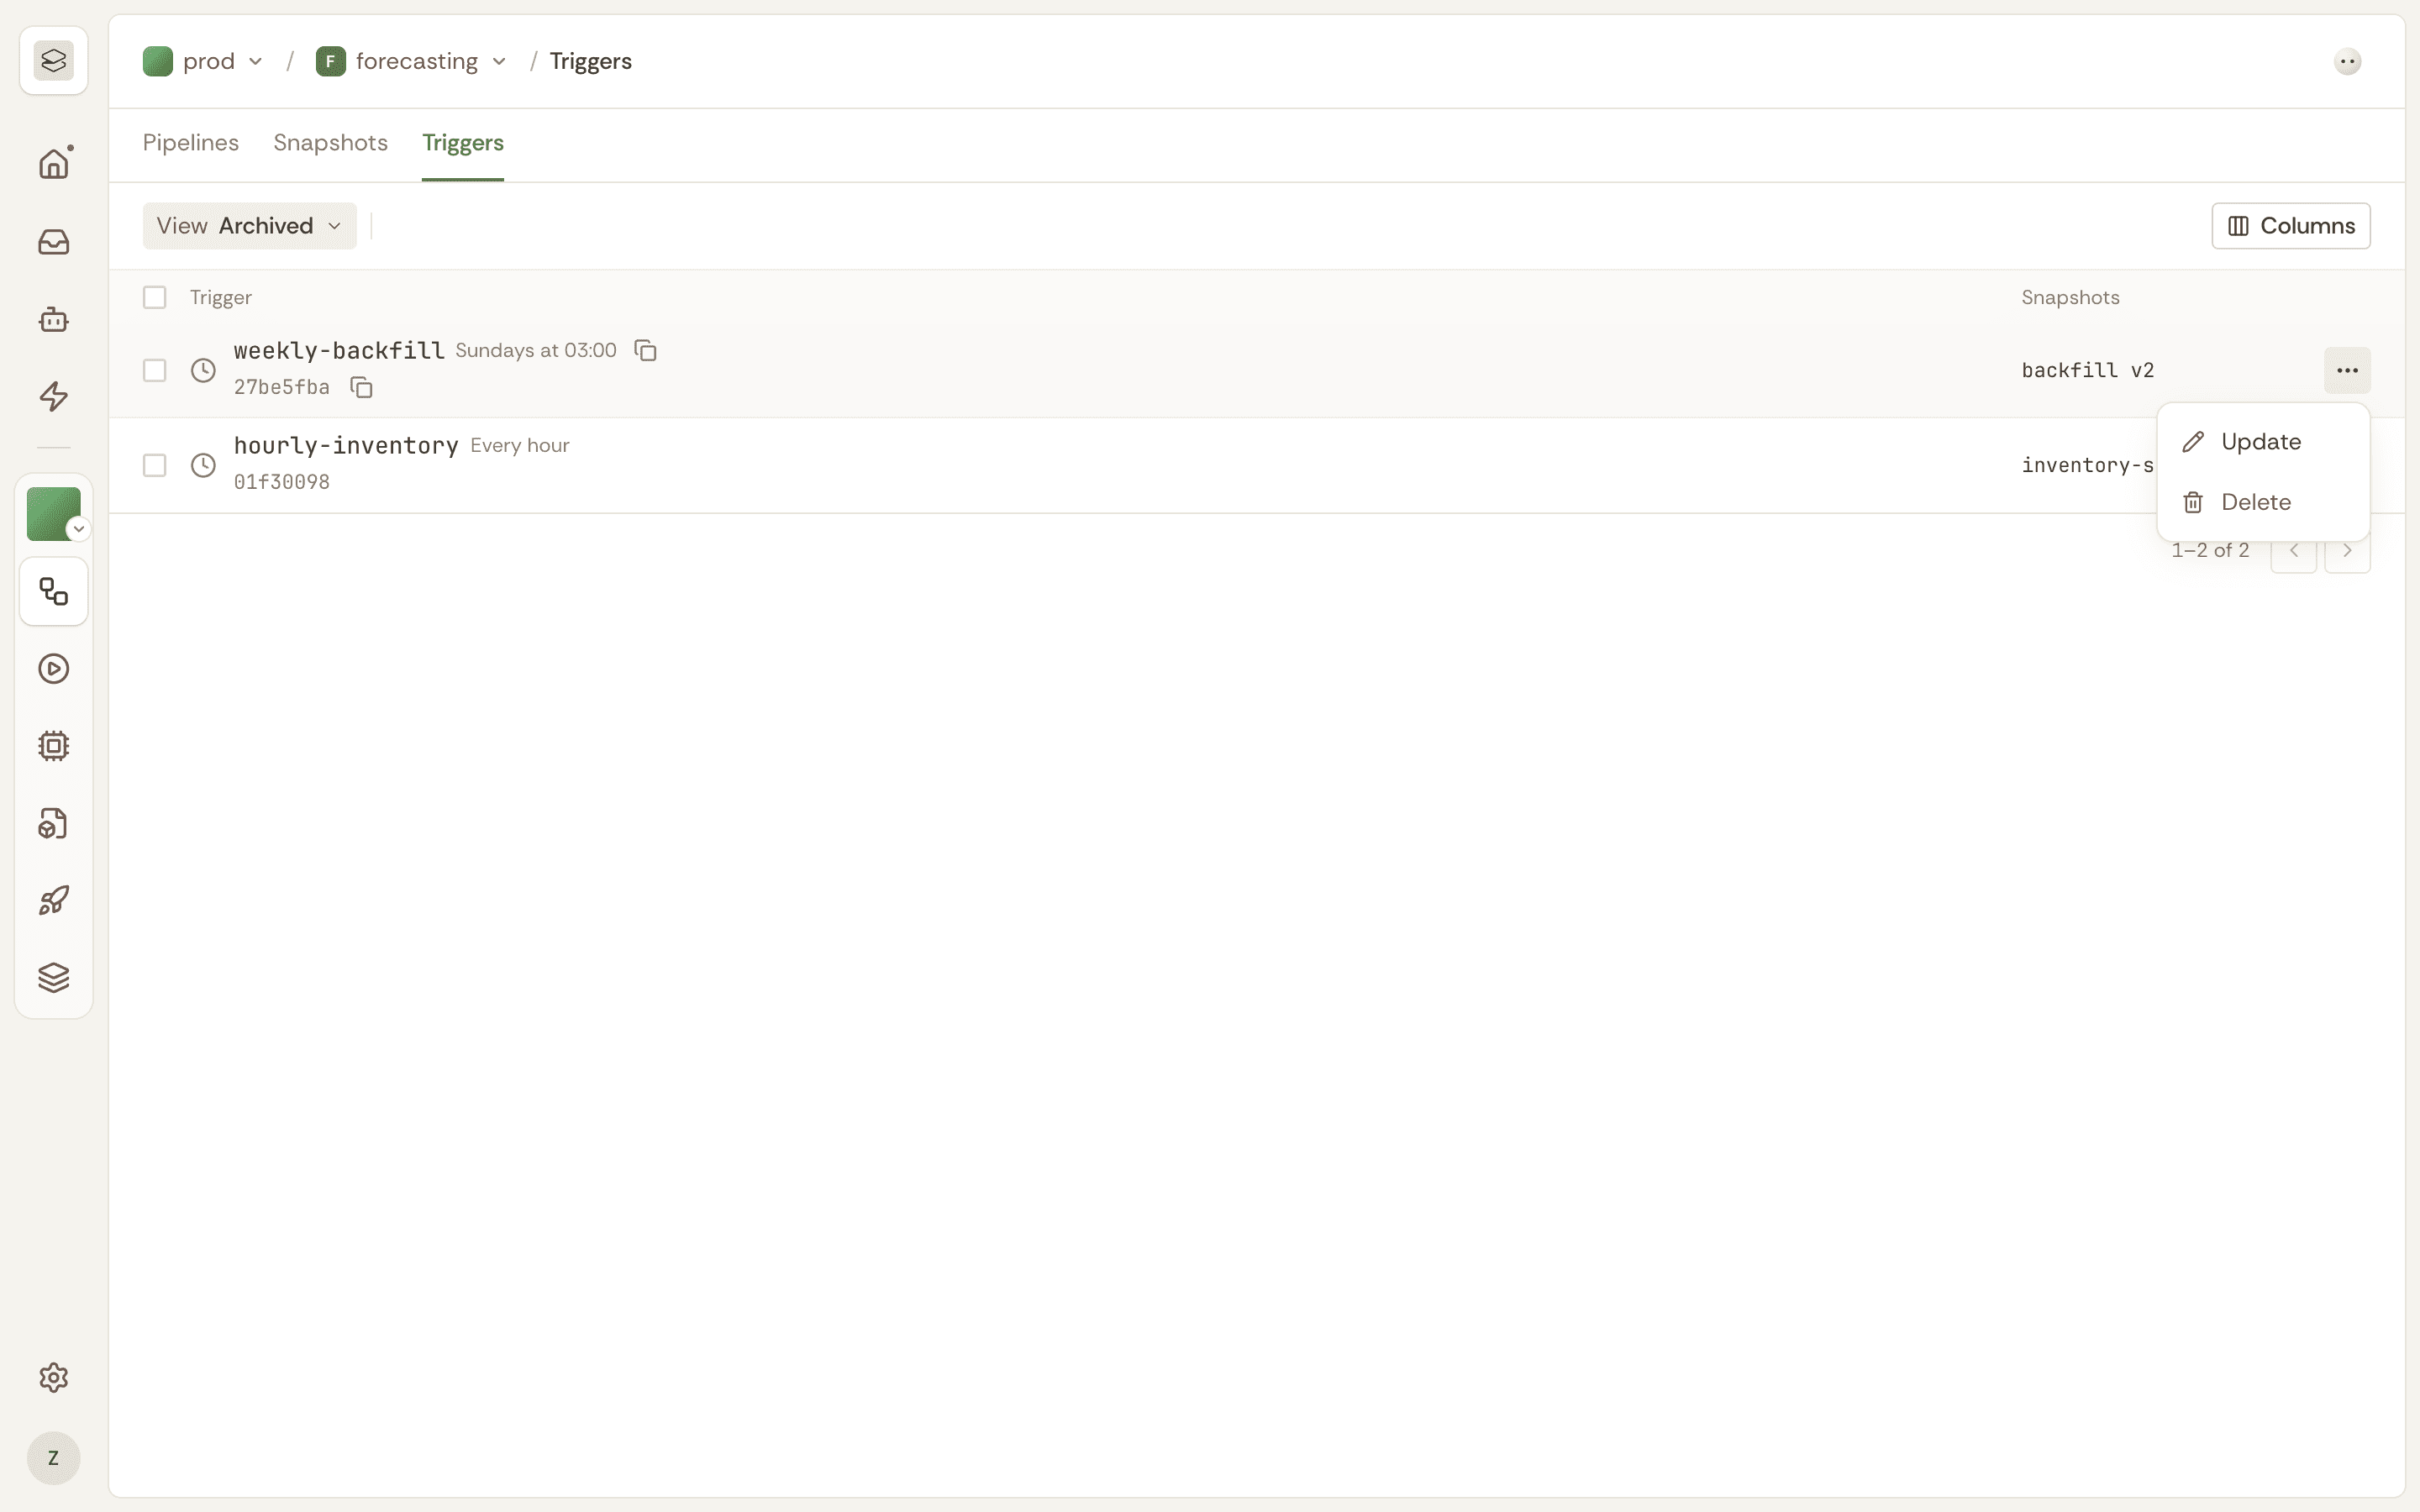 prod / F forecasting / Triggers
Pipelines Snapshots Triggers
View Archived Columns
Trigger Snapshots
weekly-backfill Sundays at 03:00
27be5fba
backfill v2
Update
Delete
hourly-inventory Every hour
01f30098
inventory-s
1–2 of 2
Z